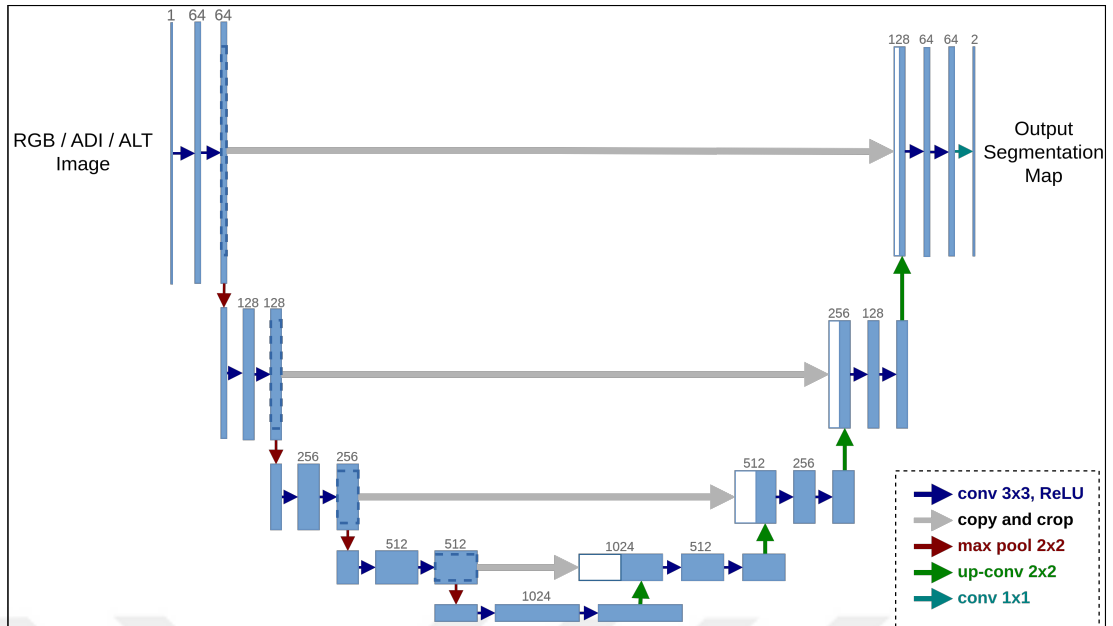 1 64 64
128 64 64 2
RGB / ADI / ALT
Image
Output
Segmentation
Map
128 128
256 128
256 256
512 256
512 512
1024 512
1024
conv 3x3, ReLU
copy and crop
max pool 2x2
up-conv 2x2
conv 1x1